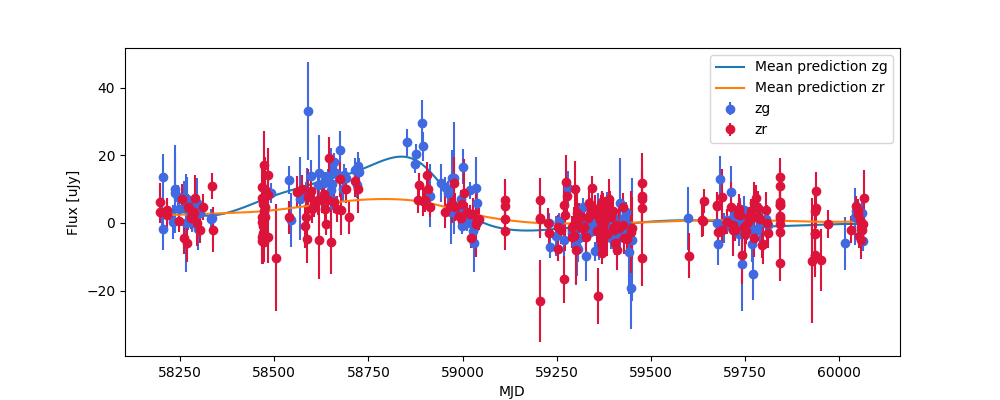 Mean prediction zg
Mean prediction zr
zg
zr
Flux [uJy]
40
20
0
−20
58250 58500 58750 59000 59250 59500 59750 60000
MJD